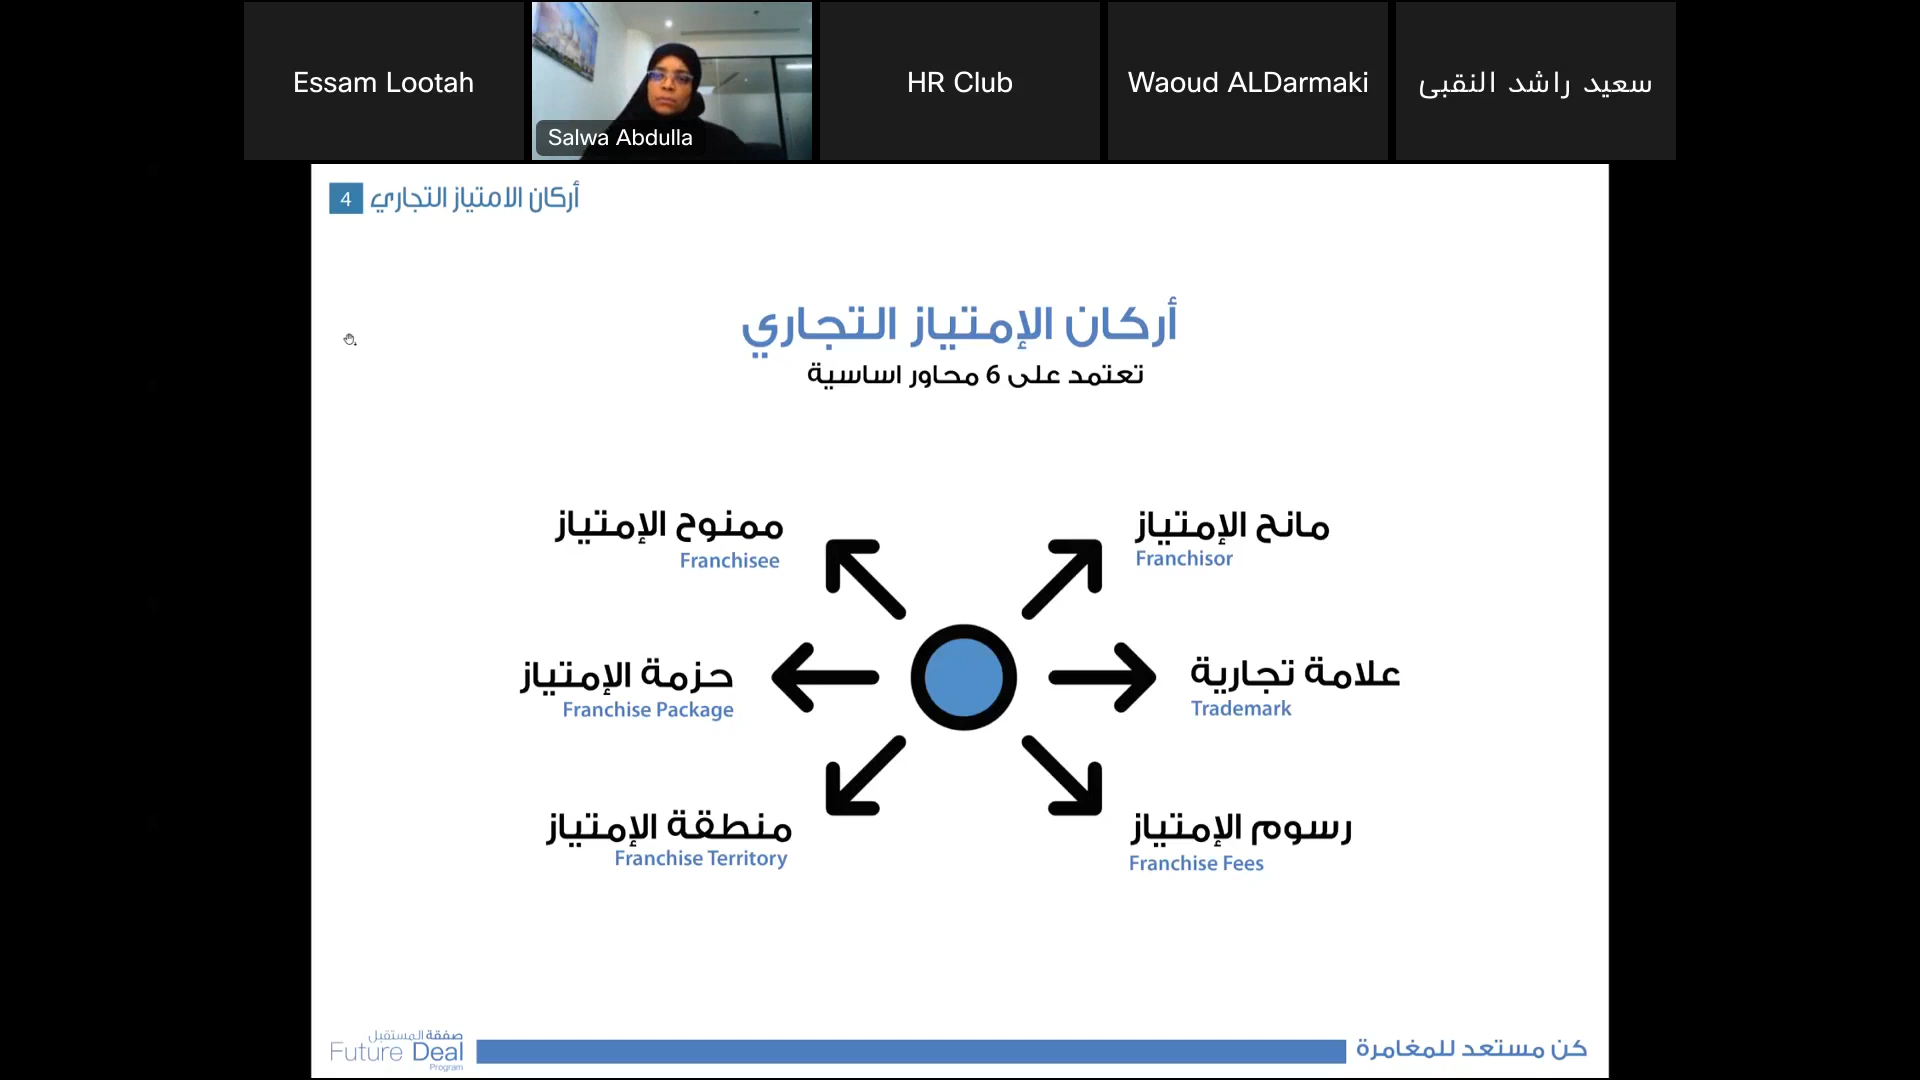 Essam Lootah
Salwa Abdulla
HR Club
Waoud ALDarmaki
سعيد راشد النقبي
4 أركان الامتياز التجاري
أركان الإمتياز التجاري
تعتمد على 6 محاور اساسية
مانح الإمتياز
Franchisor
ممنوح الإمتياز
Franchisee
علامة تجارية
Trademark
حزمة الإمتياز
Franchise Package
رسوم الإمتياز
Franchise Fees
منطقة الإمتياز
Franchise Territory
كن مستعد للمغامرة
صفقة المستقبل
Future Deal
Program